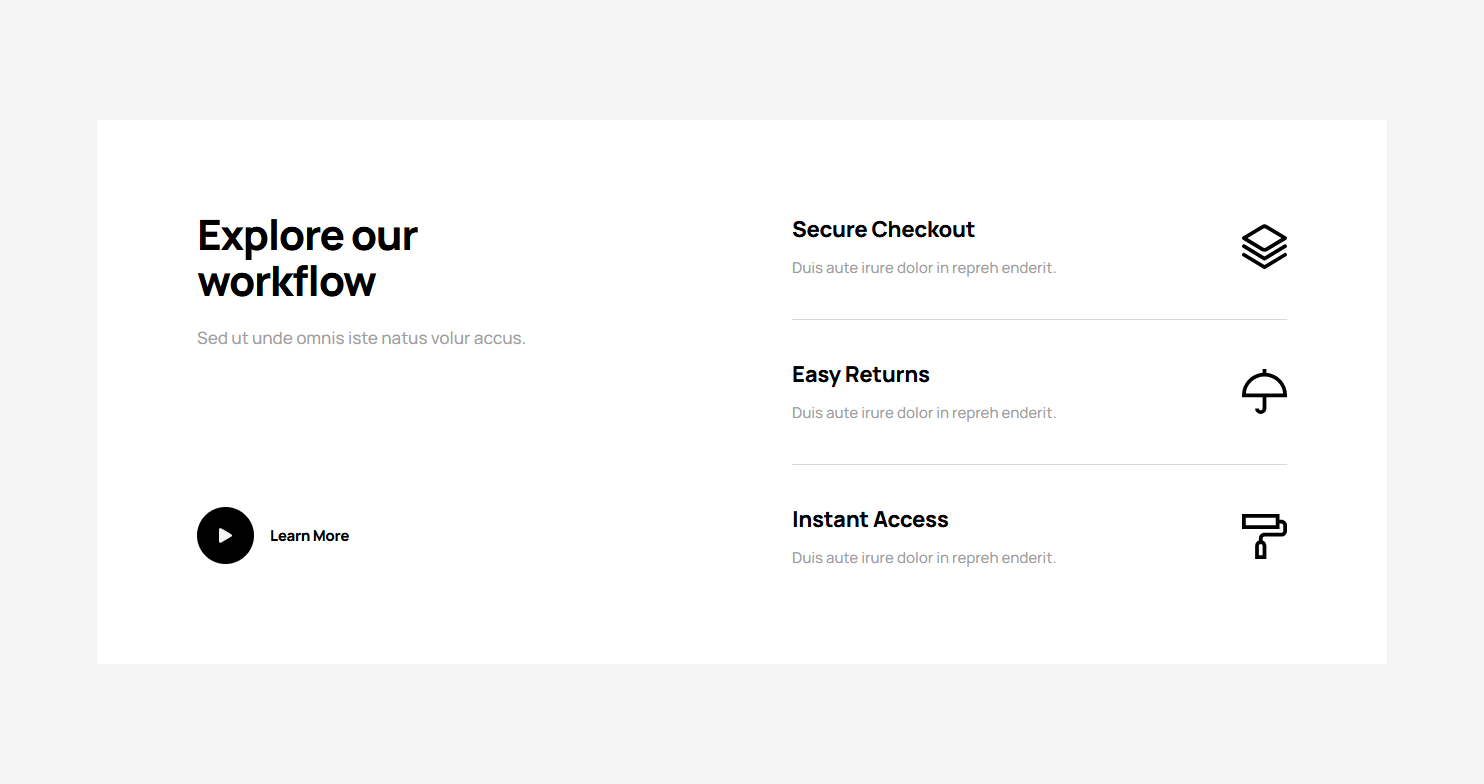 Explore our
workflow
Sed ut unde omnis iste natus volur accus.
Learn More
Secure Checkout
Duis aute irure dolor in repreh enderit.
Easy Returns
Duis aute irure dolor in repreh enderit.
Instant Access
Duis aute irure dolor in repreh enderit.